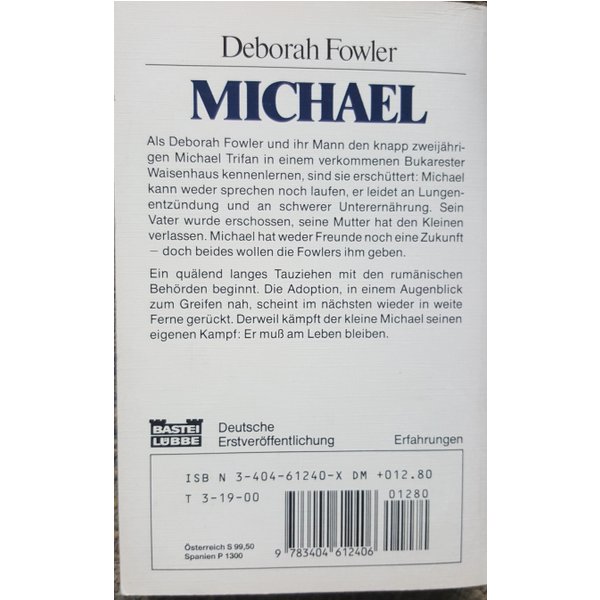 Deborah Fowler
MICHAEL
Als Deborah Fowler und ihr Mann den knapp zweijähri-
gen Michael Trifan in einem verkommenen Bukarester
Waisenhaus kennenlernen, sind sie erschüttert: Michael
kann weder sprechen noch laufen, er leidet an Lungen-
entzündung und an schwerer Unterernährung. Sein
Vater wurde erschossen, seine Mutter hat den Kleinen
verlassen. Michael hat weder Freunde noch eine Zukunft
– doch beides wollen die Fowlers ihm geben.
Ein quälend langes Tauziehen mit den rumänischen
Behörden beginnt. Die Adoption, in einem Augenblick
zum Greifen nah, scheint im nächsten wieder in weite
Ferne gerückt. Derweil kämpft der kleine Michael seinen
eigenen Kampf: Er muß am Leben bleiben.
BASTEI
LÜBBE
Deutsche
Erstveröffentlichung
Erfahrungen
ISB N 3-404-61240-X DM +012.80
T 3-19-00
01280
Österreich S 99,50
Spanien P 1300
9 783404 612406